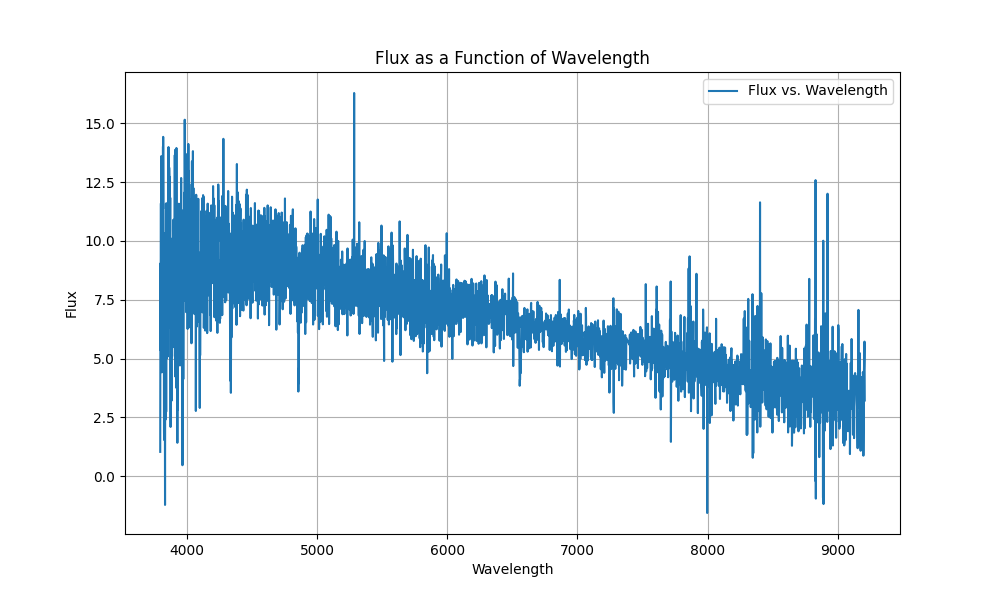 Flux as a Function of Wavelength
Flux vs. Wavelength
15.0
12.5
10.0
7.5
5.0
2.5
0.0
Flux
4000 5000 6000 7000 8000 9000
Wavelength